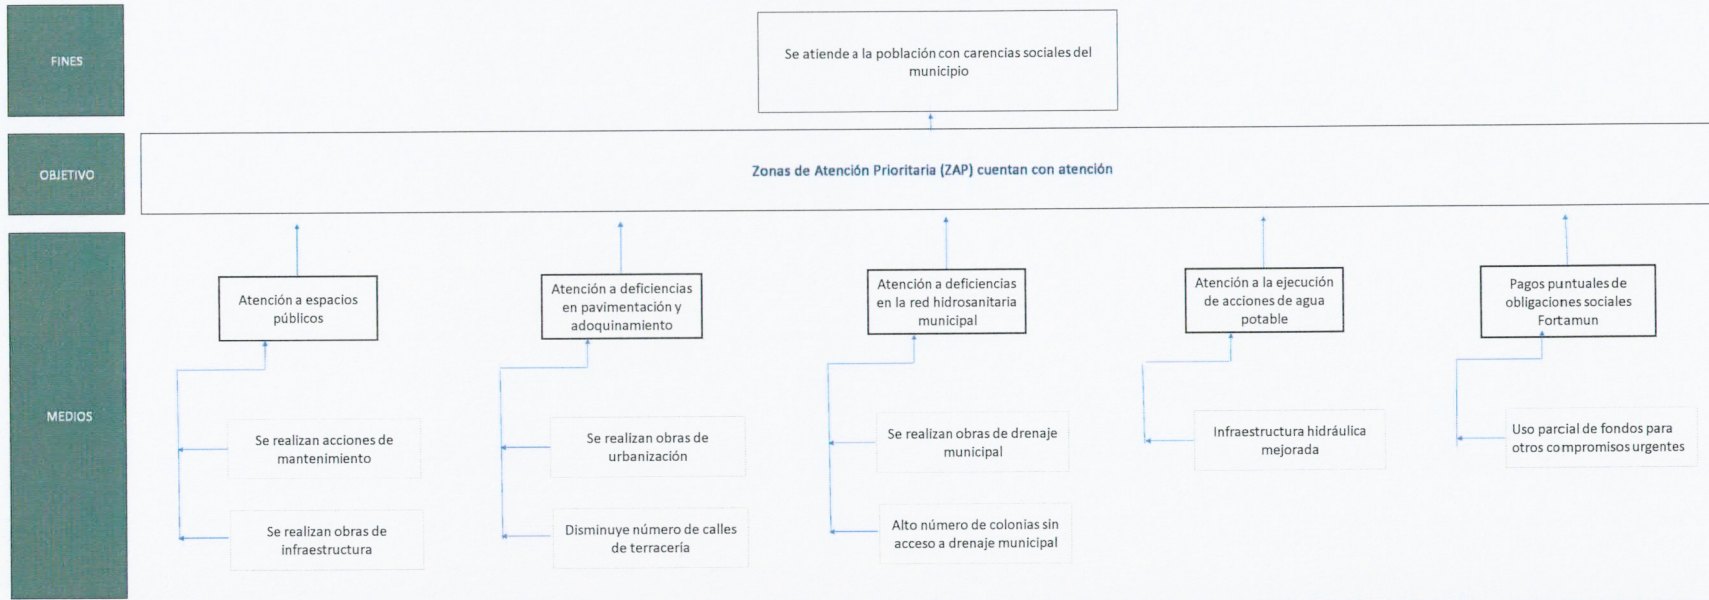 FINES
Se atiende a la población con carencias sociales del
municipio
OBJETIVO
Zonas de Atención Prioritaria (ZAP) cuentan con atención
MEDIOS
Atención a espacios
públicos
Atención a deficiencias
en pavimentación y
adoquinamiento
Atención a deficiencias
en la red hidrosanitaria
municipal
Atención a la ejecución
de acciones de agua
potable
Pagos puntuales de
obligaciones sociales
Fortamun
Se realizan acciones de
mantenimiento
Se realizan obras de
urbanización
Se realizan obras de drenaje
municipal
Infraestructura hidráulica
mejorada
Uso parcial de fondos para
otros compromisos urgentes
Se realizan obras de
infraestructura
Disminuye número de calles
de terracería
Alto número de colonias sin
acceso a drenaje municipal